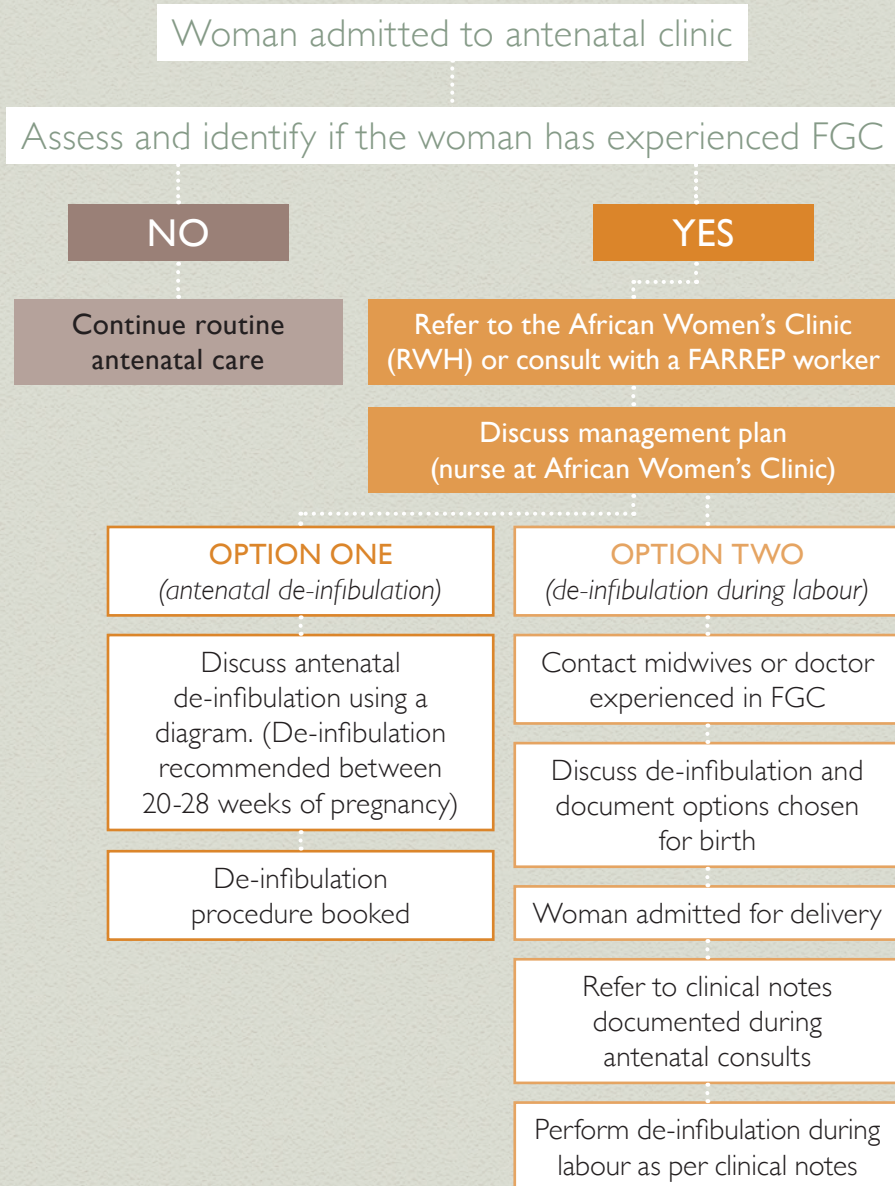 Woman admitted to antenatal clinic
Assess and identify if the woman has experienced FGC
NO
Continue routine
antenatal care
YES
Refer to the African Women's Clinic
(RWH) or consult with a FARREP worker
Discuss management plan
(nurse at African Women's Clinic)
OPTION ONE
(antenatal de-infibulation)
Discuss antenatal
de-infibulation using a
diagram. (De-infibulation
recommended between
20-28 weeks of pregnancy)
De-infibulation
procedure booked
OPTION TWO
(de-infibulation during labour)
Contact midwives or doctor
experienced in FGC
Discuss de-infibulation and
document options chosen
for birth
Woman admitted for delivery
Refer to clinical notes
documented during
antenatal consults
Perform de-infibulation during
labour as per clinical notes